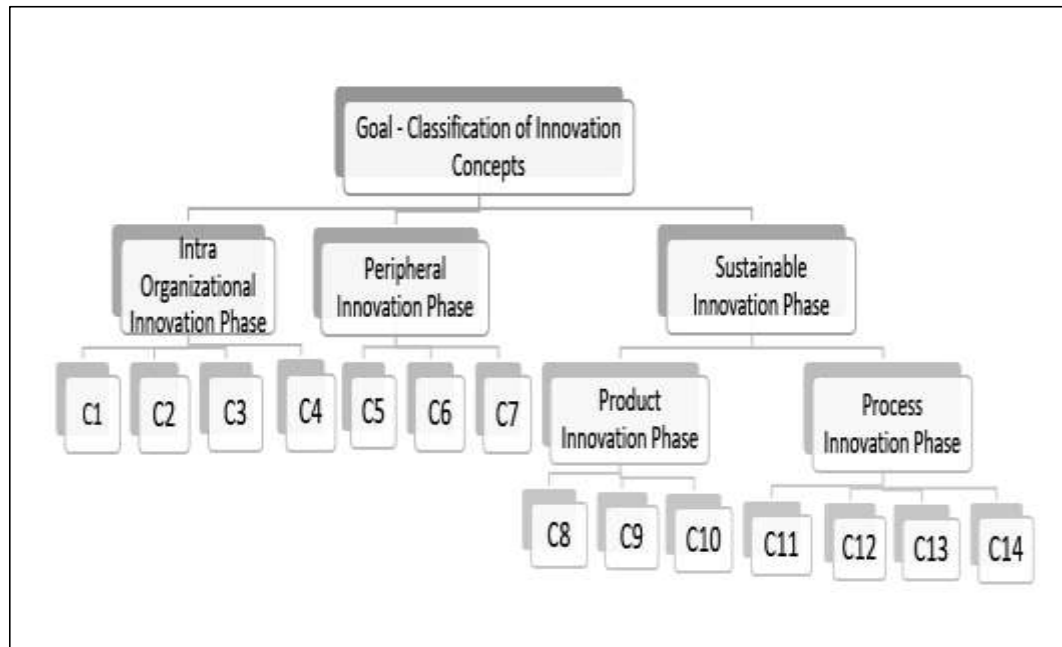 Goal - Classification of Innovation
Concepts
Intra
Organizational
Innovation Phase
Peripheral
Innovation Phase
Sustainable
Innovation Phase
C1
C2
C3
C4
C5
C6
C7
Product
Innovation Phase
Process
Innovation Phase
C8
C9
C10
C11
C12
C13
C14